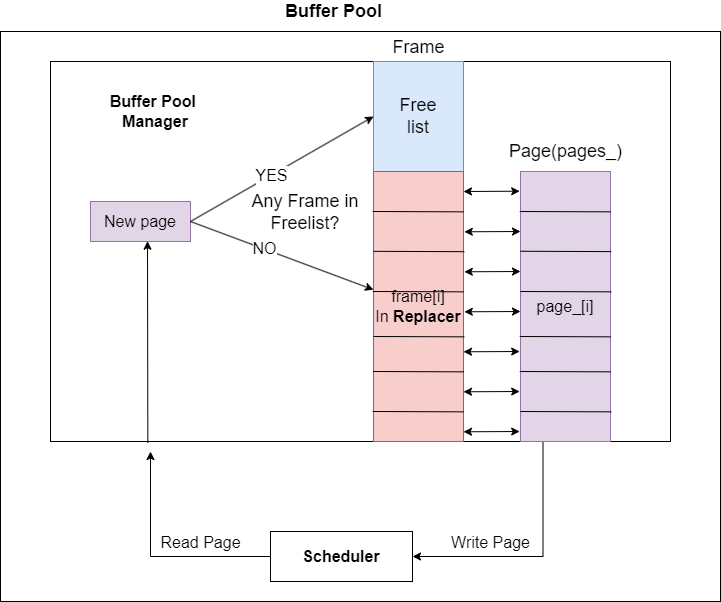 Buffer Pool
Frame
Buffer Pool
Manager
Free
list
Page(pages_)
YES
Any Frame in
Freelist?
New page
NO
frame[i]
In Replacer
page_[i]
Read Page
Scheduler
Write Page